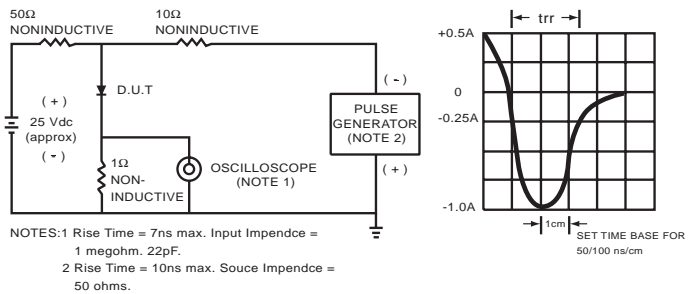 50Ω
NONINDUCTIVE
10Ω
NONINDUCTIVE
( + )
25 Vdc
(approx)
( - )
D.U.T
1Ω
NON-
INDUCTIVE
OSCILLOSCOPE
(NOTE 1)
( - )
PULSE
GENERATOR
(NOTE 2)
( + )
NOTES:1 Rise Time = 7ns max. Input Impendce =
1 megohm. 22pF.
2 Rise Time = 10ns max. Souce Impendce =
50 ohms.
trr
+0.5A
0
-0.25A
-1.0A
1cm
SET TIME BASE FOR
50/100 ns/cm